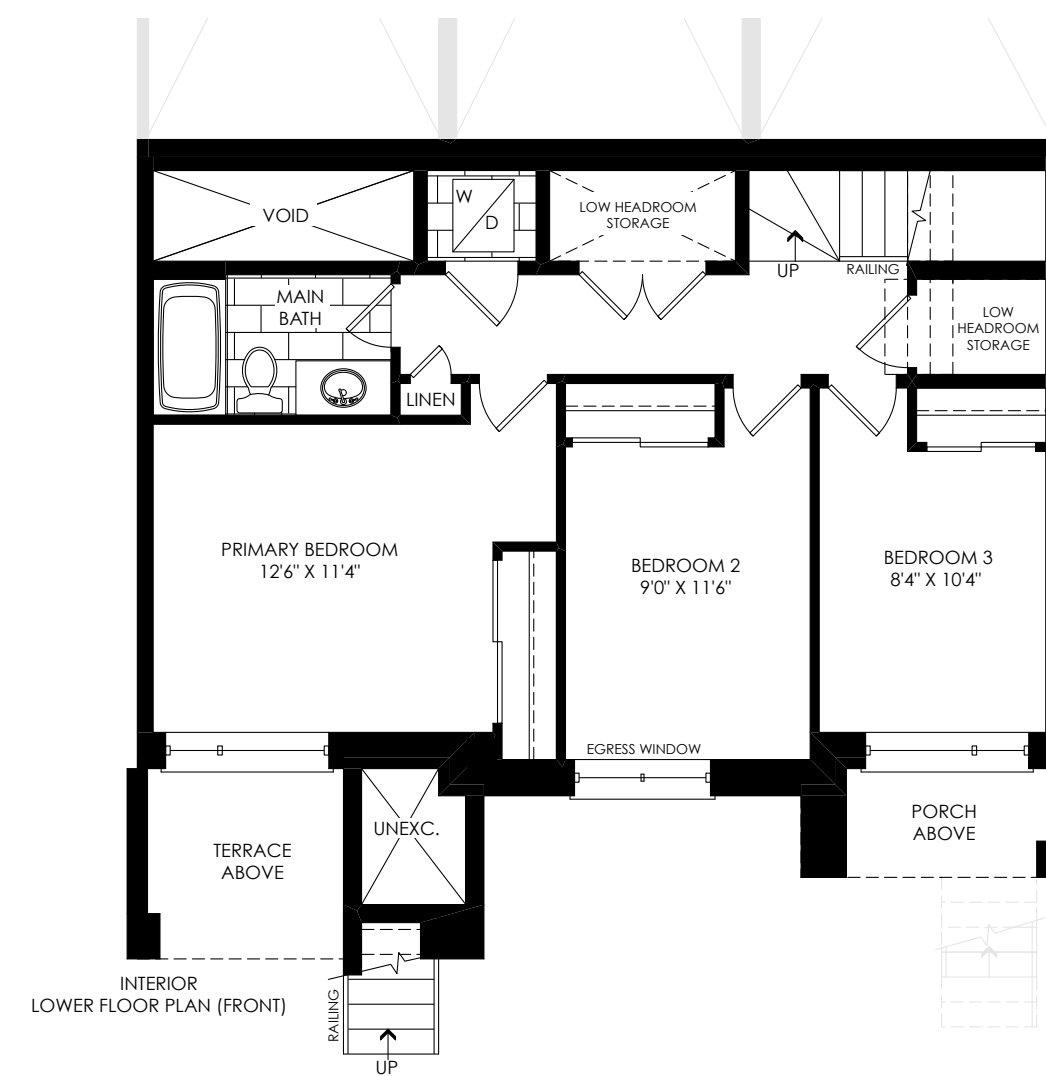 VOID
W
D
LOW HEADROOM
STORAGE
UP
RAILING
MAIN
BATH
LOW
HEADROOM
STORAGE
LINEN
PRIMARY BEDROOM
12'6" X 11'4"
BEDROOM 2
9'0" X 11'6"
BEDROOM 3
8'4" X 10'4"
EGRESS WINDOW
TERRACE
ABOVE
UNEXC.
PORCH
ABOVE
INTERIOR
LOWER FLOOR PLAN (FRONT)
RAILING
UP